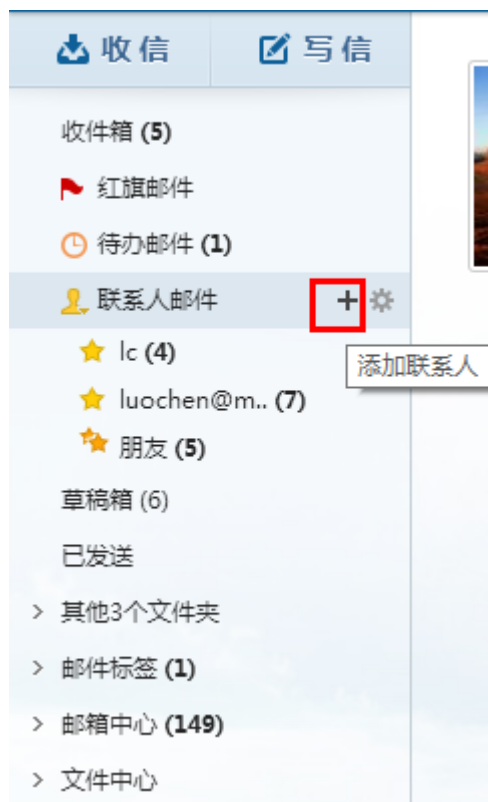 收信 写信
收件箱 (5)
红旗邮件
待办邮件 (1)
联系人邮件
添加联系人
lc (4)
luochen@m.. (7)
朋友 (5)
草稿箱 (6)
已发送
其他3个文件夹
邮件标签 (1)
邮箱中心 (149)
文件中心